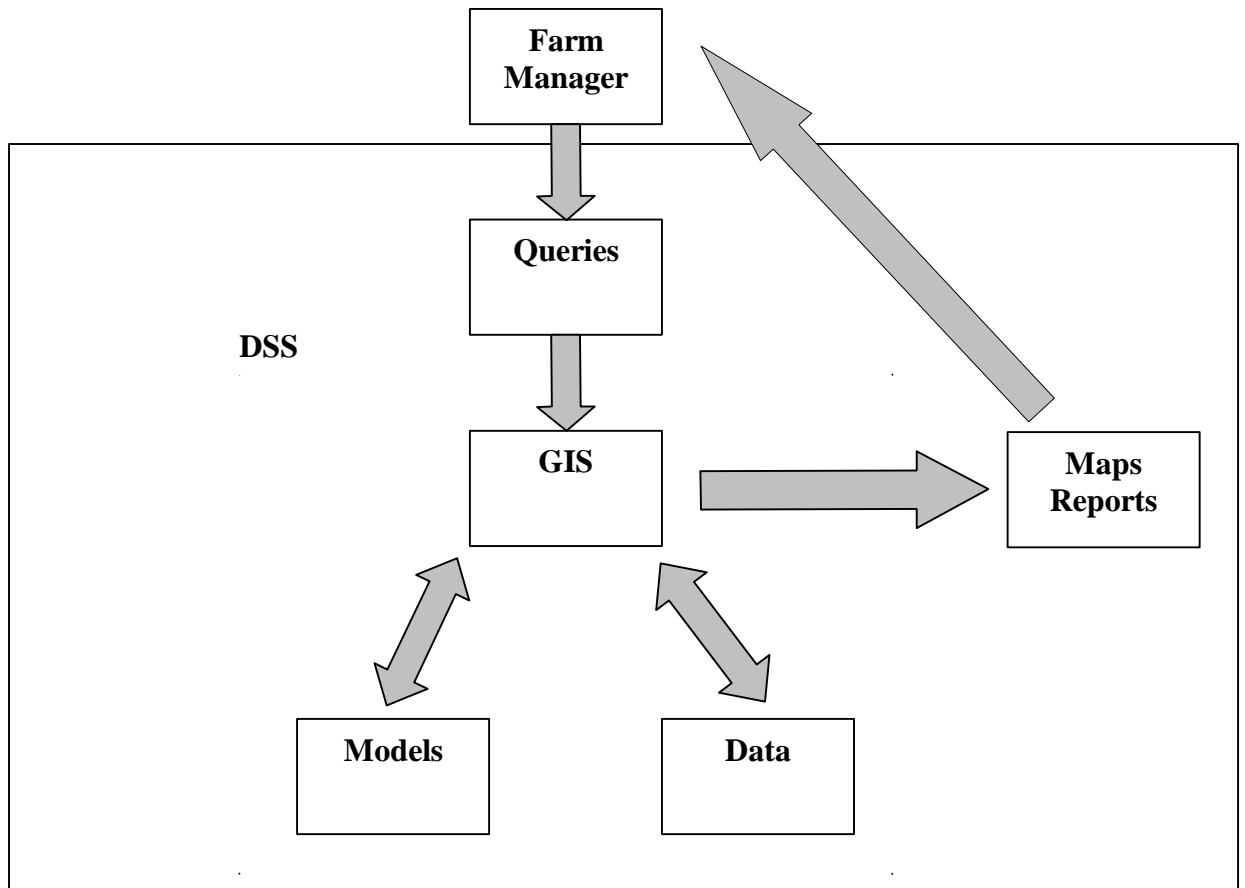 Farm
Manager
Queries
DSS
GIS
Maps
Reports
Models
Data